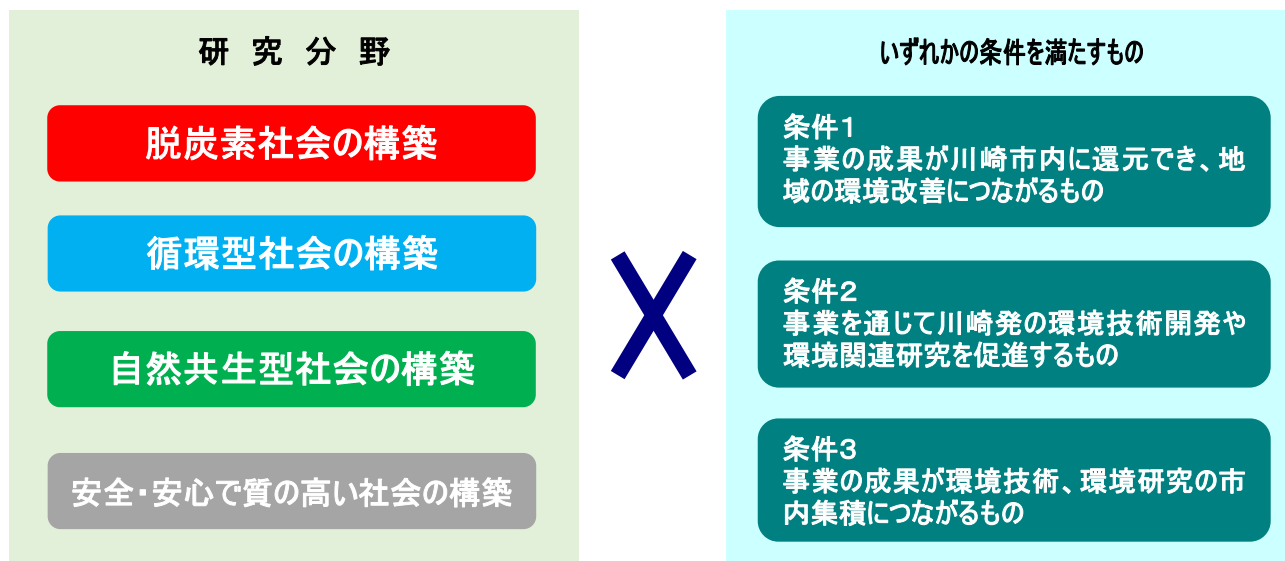 研究分野
脱炭素社会の構築
循環型社会の構築
自然共生型社会の構築
安全・安心で質の高い社会の構築
いずれかの条件を満たすもの
条件1
事業の成果が川崎市内に還元でき、地
域の環境改善につながるもの
条件2
事業を通じて川崎発の環境技術開発や
環境関連研究を促進するもの
条件3
事業の成果が環境技術、環境研究の市
内集積につながるもの